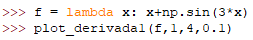 >>> f = lambda x: x+np.sin(3*x)
>>> plot_derivada1(f,1,4,0.1)